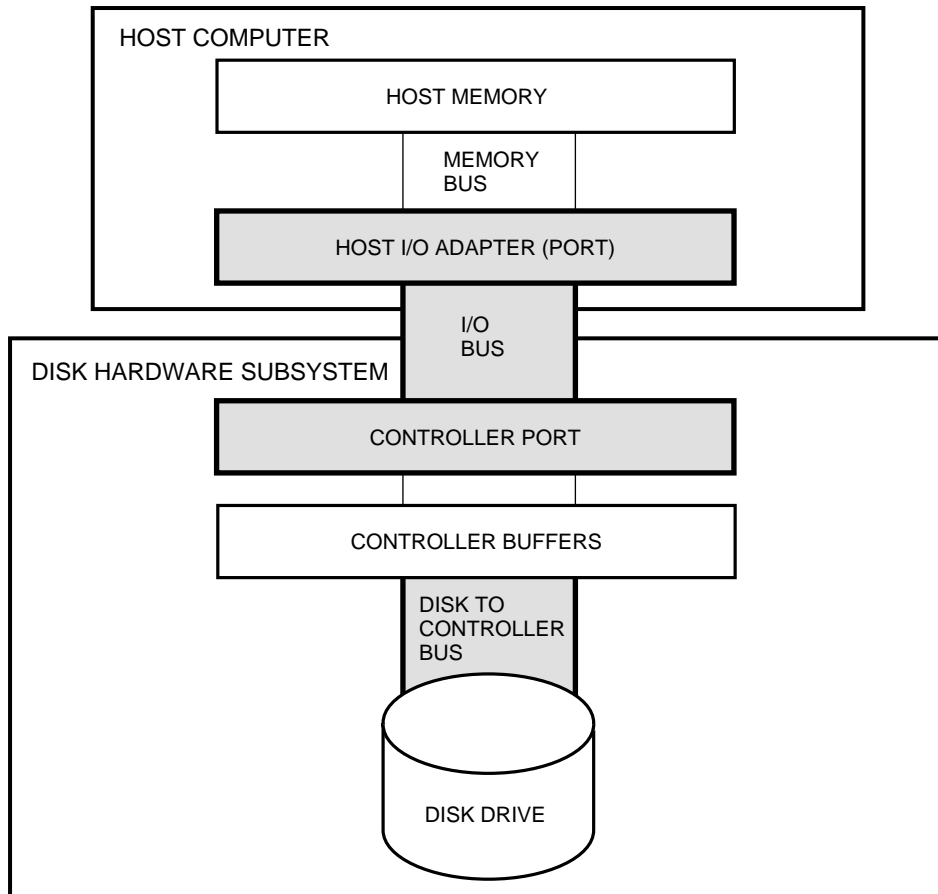 HOST COMPUTER
HOST MEMORY
MEMORY
BUS
HOST I/O ADAPTER (PORT)
I/O
BUS
DISK HARDWARE SUBSYSTEM
CONTROLLER PORT
CONTROLLER BUFFERS
DISK TO
CONTROLLER
BUS
DISK DRIVE